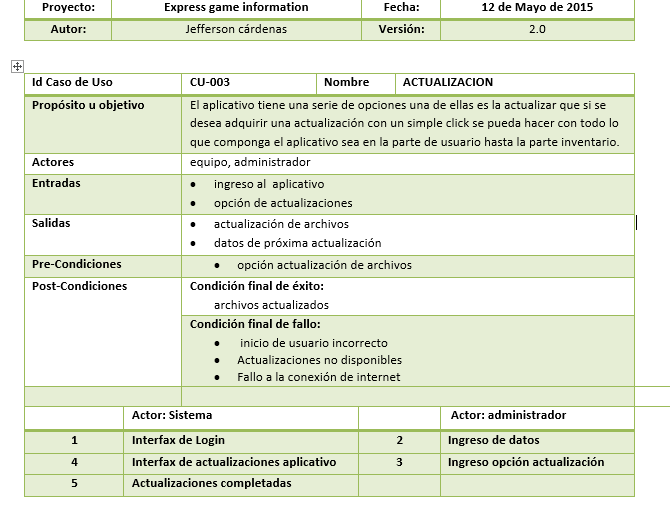 Proyecto: Express game information Fecha: 12 de Mayo de 2015
Autor: Jefferson cárdenas Versión: 2.0
Id Caso de Uso CU-003 Nombre ACTUALIZACION
Propósito u objetivo El aplicativo tiene una serie de opciones una de ellas es la actualizar que si se
desea adquirir una actualización con un simple click se pueda hacer con todo lo
que componga el aplicativo sea en la parte de usuario hasta la parte inventario.
Actores equipo, administrador
Entradas • ingreso al aplicativo
• opción de actualizaciones
Salidas • actualización de archivos
• datos de próxima actualización
Pre-Condiciones • opción actualización de archivos
Post-Condiciones Condición final de éxito:
archivos actualizados
Condición final de fallo:
• inicio de usuario incorrecto
• Actualizaciones no disponibles
• Fallo a la conexión de internet
Actor: Sistema Actor: administrador
1 Interfax de Login 2 Ingreso de datos
4 Interfax de actualizaciones aplicativo 3 Ingreso opción actualización
5 Actualizaciones completadas